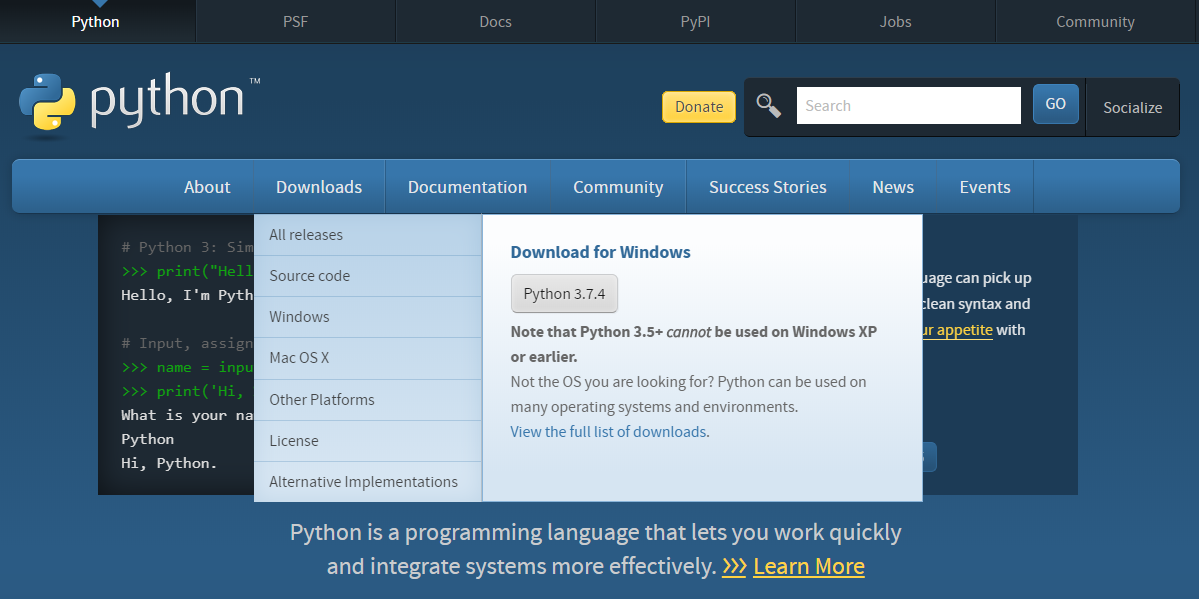 Python
PSF
Docs
PyPI
Jobs
Community
python™
Donate
Search
GO
Socialize
About
Downloads
Documentation
Community
Success Stories
News
Events
# Python 3: Sim
>>> print("Hell
Hello, I'm Pyth
# Input, assign
>>> name = inpu
>>> print('Hi,
What is your na
Python
Hi, Python.
All releases
Source code
Windows
Mac OS X
Other Platforms
License
Alternative Implementations
Download for Windows
Python 3.7.4
Note that Python 3.5+ cannot be used on Windows XP
or earlier.
Not the OS you are looking for? Python can be used on
many operating systems and environments.
View the full list of downloads.
uage can pick up
clean syntax and
ur appetite with
Python is a programming language that lets you work quickly
and integrate systems more effectively. >>> Learn More